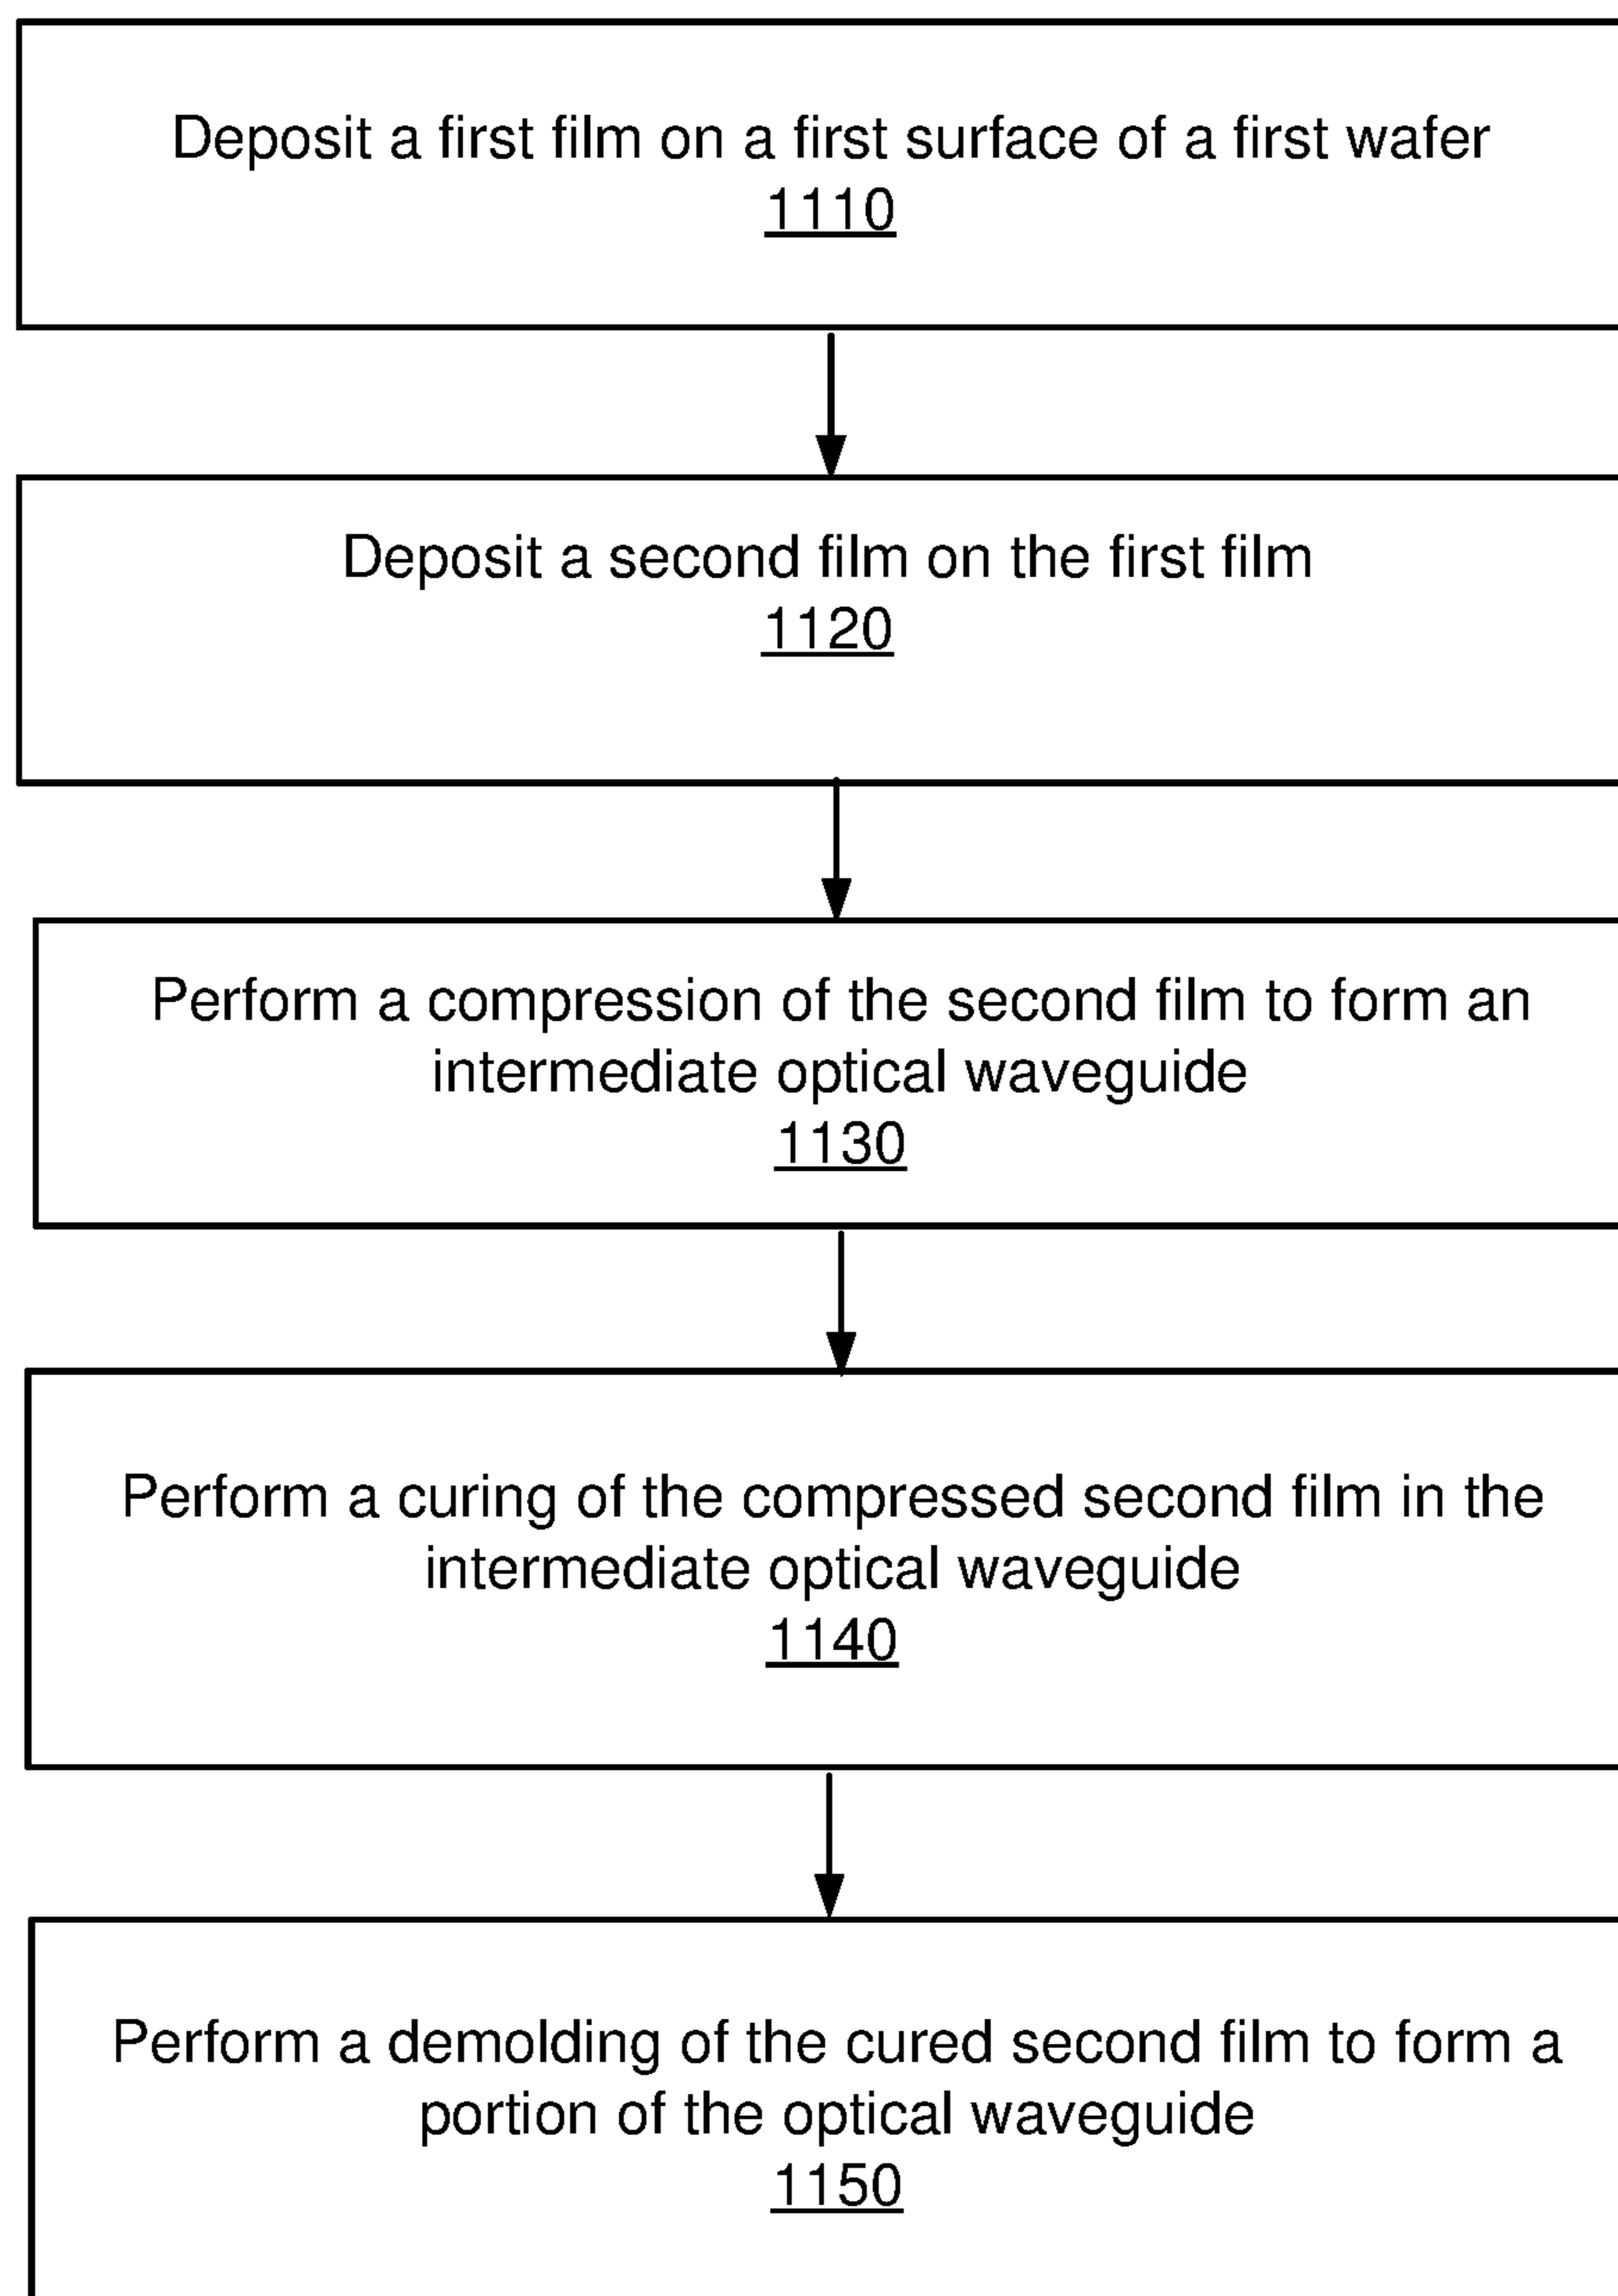 Deposit a first film on a first surface of a first wafer
1110
Deposit a second film on the first film
1120
Perform a compression of the second film to form an
intermediate optical waveguide
1130
Perform a curing of the compressed second film in the
intermediate optical waveguide
1140
Perform a demolding of the cured second film to form a
portion of the optical waveguide
1150